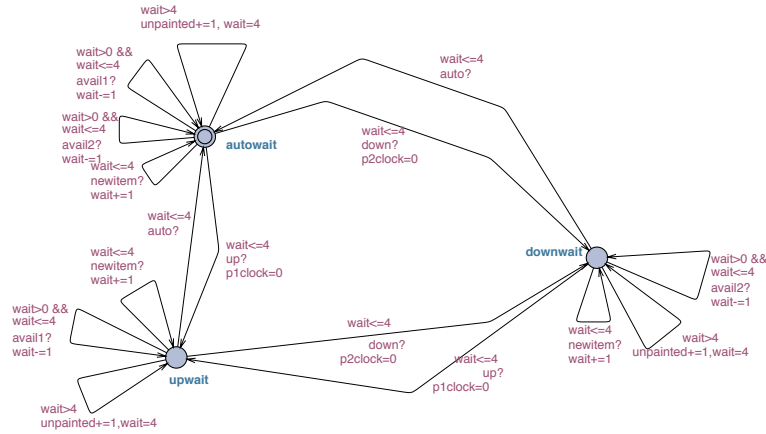 wait>4
unpainted+=1, wait=4
wait>0 &&
wait<=4
avail1?
wait-=1
wait>0 &&
wait<=4
avail2?
wait-=1
wait<=4
newitem?
wait+=1
autowait
wait<=4
auto?
wait<=4
down?
p2clock=0
wait<=4
auto?
wait<=4
up?
p1clock=0
downwait
wait>0 &&
wait<=4
avail2?
wait-=1
wait<=4
newitem?
wait+=1
wait>4
unpainted+=1,wait=4
wait<=4
newitem?
wait+=1
wait>0 &&
wait<=4
avail1?
wait-=1
wait<=4
down?
p2clock=0
wait<=4
up?
p1clock=0
upwait
wait>4
unpainted+=1,wait=4